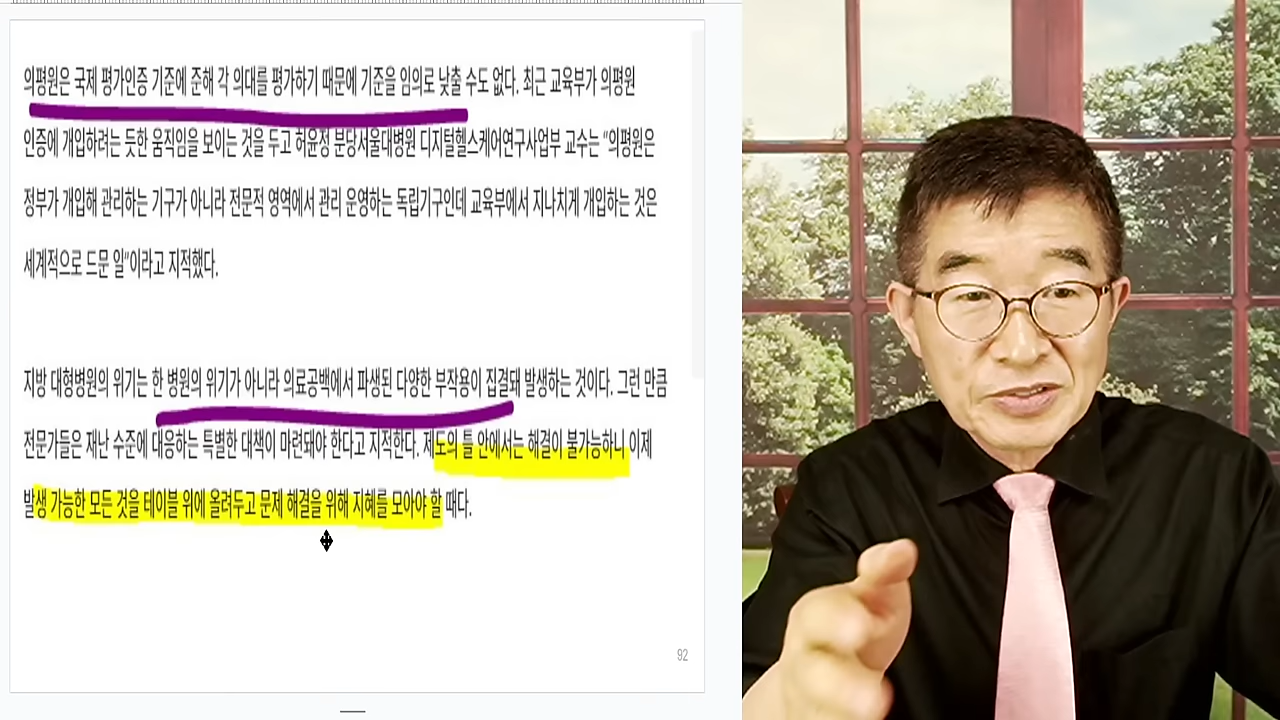 의평원은 국제 평가인증 기준에 준해 각 의대를 평가하기 때문에 기준을 임의로 낮출 수도 없다. 최근 교육부가 의평원
인증에 개입하려는 듯한 움직임을 보이는 것을 두고 허윤정 분당서울대병원 디지털헬스케어연구사업부 교수는 “의평원은
정부가 개입해 관리하는 기구가 아니라 전문적 영역에서 관리 운영하는 독립기구인데 교육부에서 지나치게 개입하는 것은
세계적으로 드문 일”이라고 지적했다.
지방 대형병원의 위기는 한 병원의 위기가 아니라 의료공백에서 파생된 다양한 부작용이 집결돼 발생하는 것이다. 그런 만큼
전문가들은 재난 수준에 대응하는 특별한 대책이 마련돼야 한다고 지적한다. 제도의 틀 안에서는 해결이 불가능하니 이제
발생 가능한 모든 것을 테이블 위에 올려두고 문제 해결을 위해 지혜를 모아야 할 때다.
92